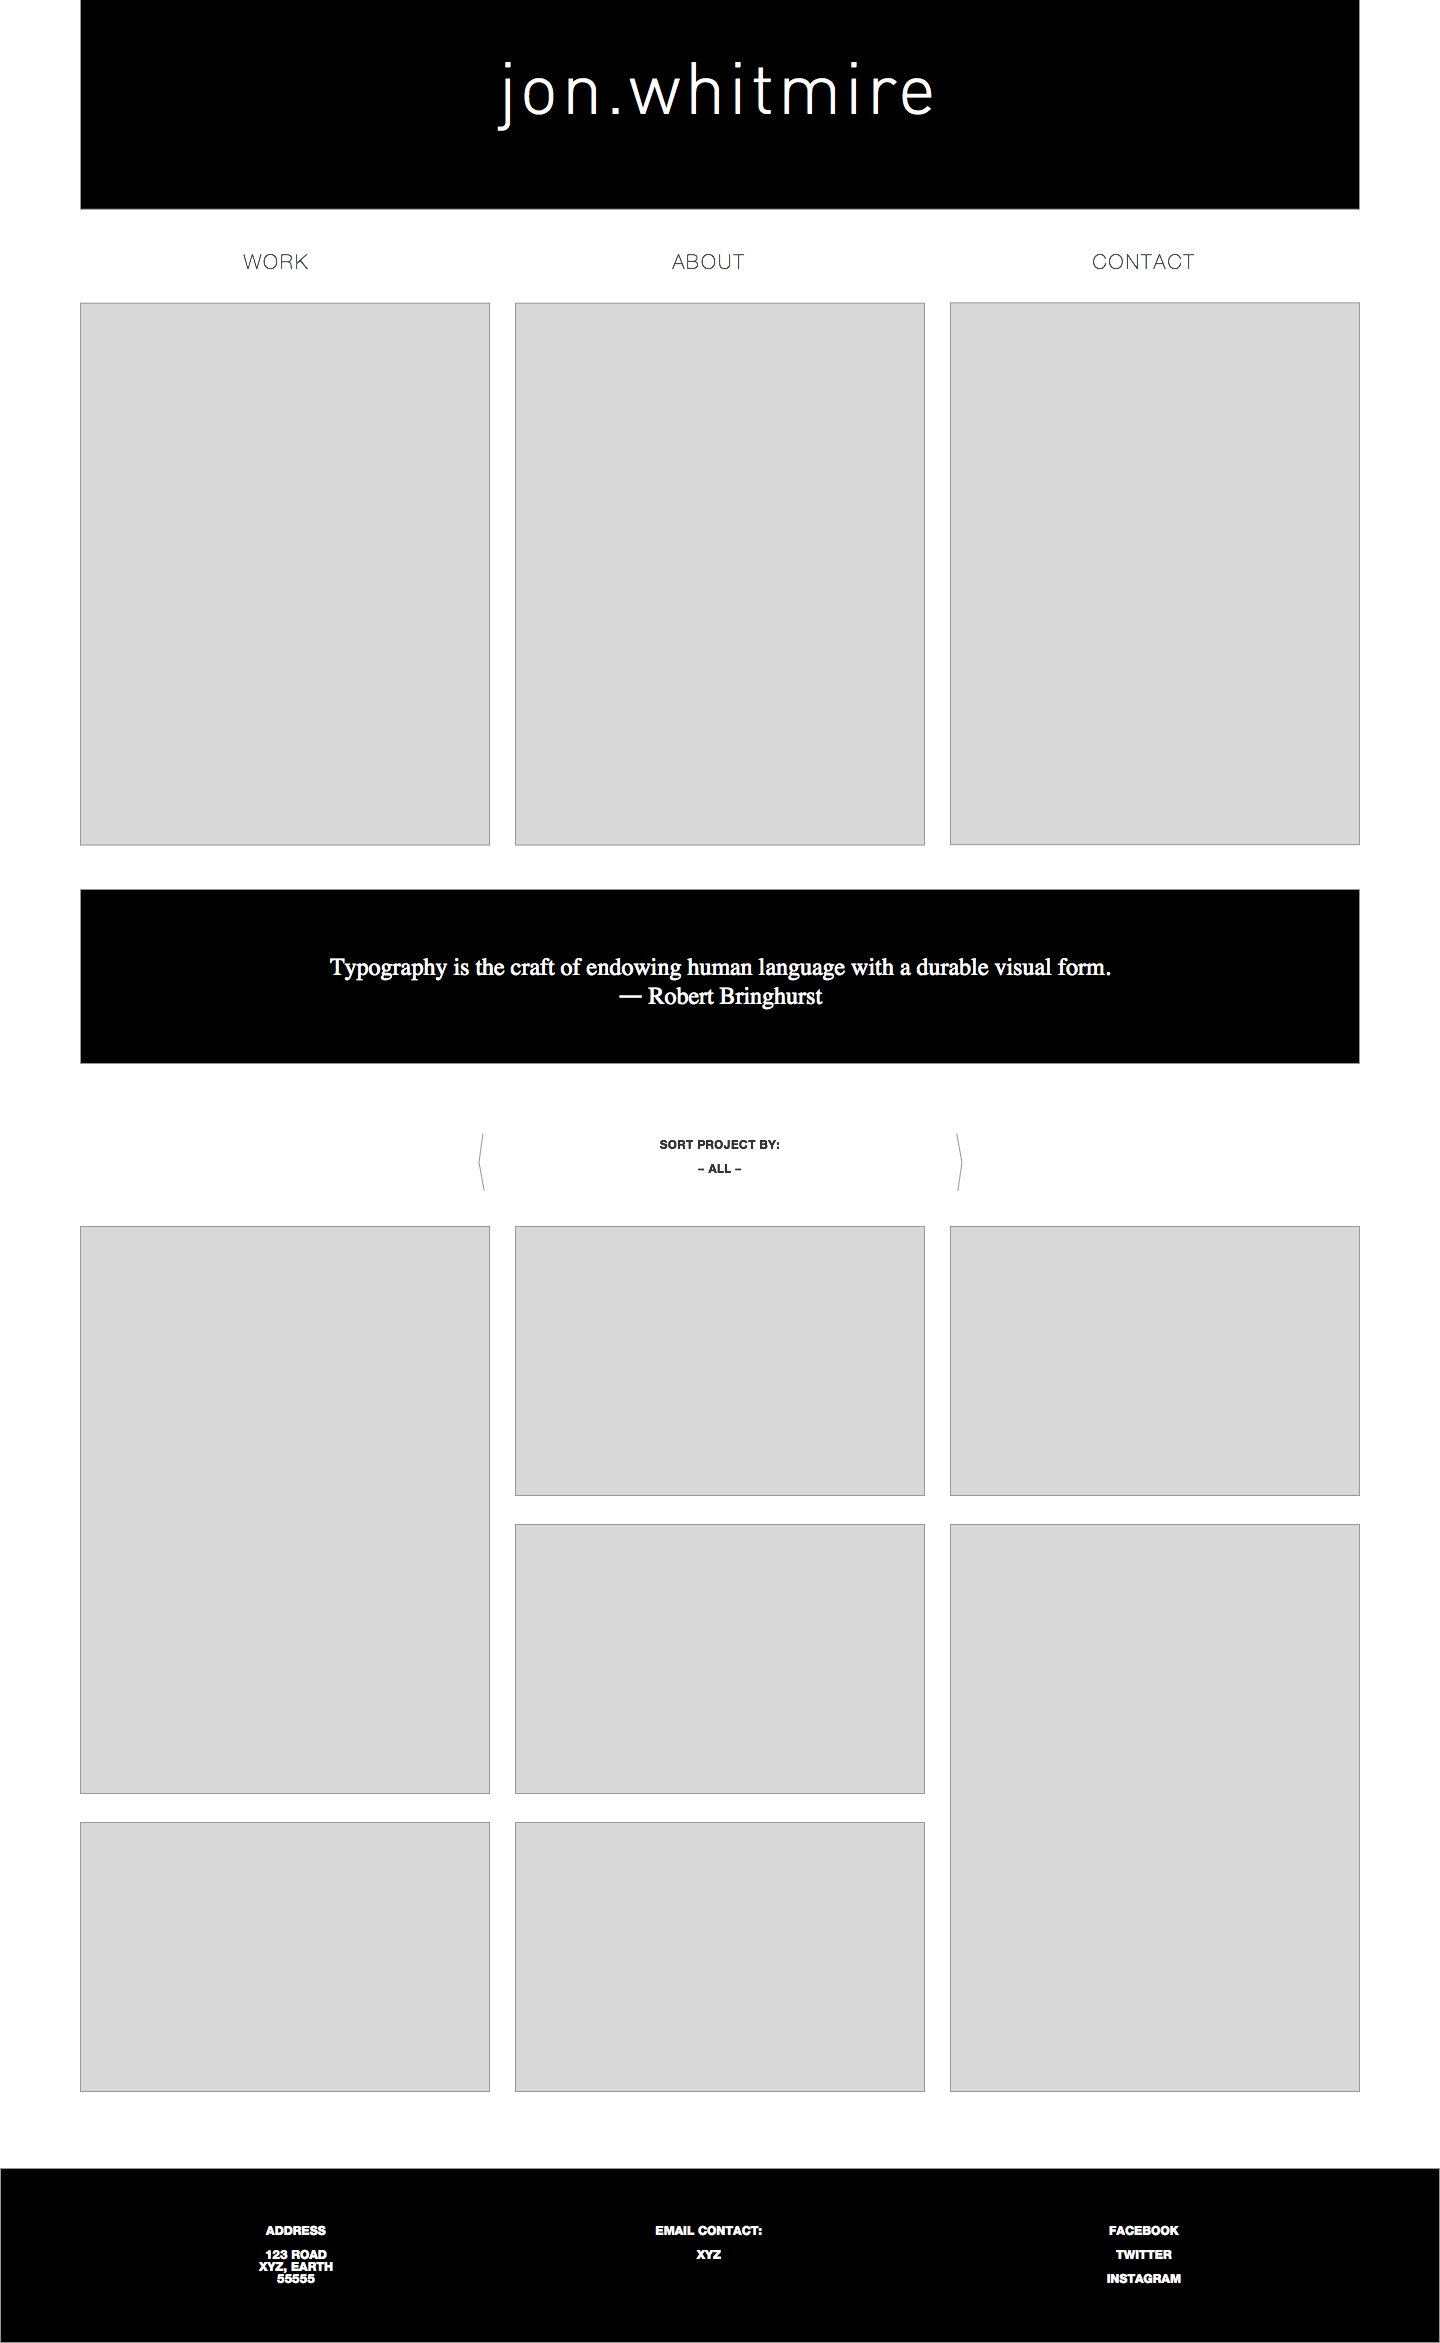 jon.whitmire
WORK
ABOUT
CONTACT
Typography is the craft of endowing human language with a durable visual form.
— Robert Bringhurst
SORT PROJECT BY:
– ALL –
ADDRESS
123 ROAD
XYZ, EARTH
55555
EMAIL CONTACT:
XYZ
FACEBOOK
TWITTER
INSTAGRAM